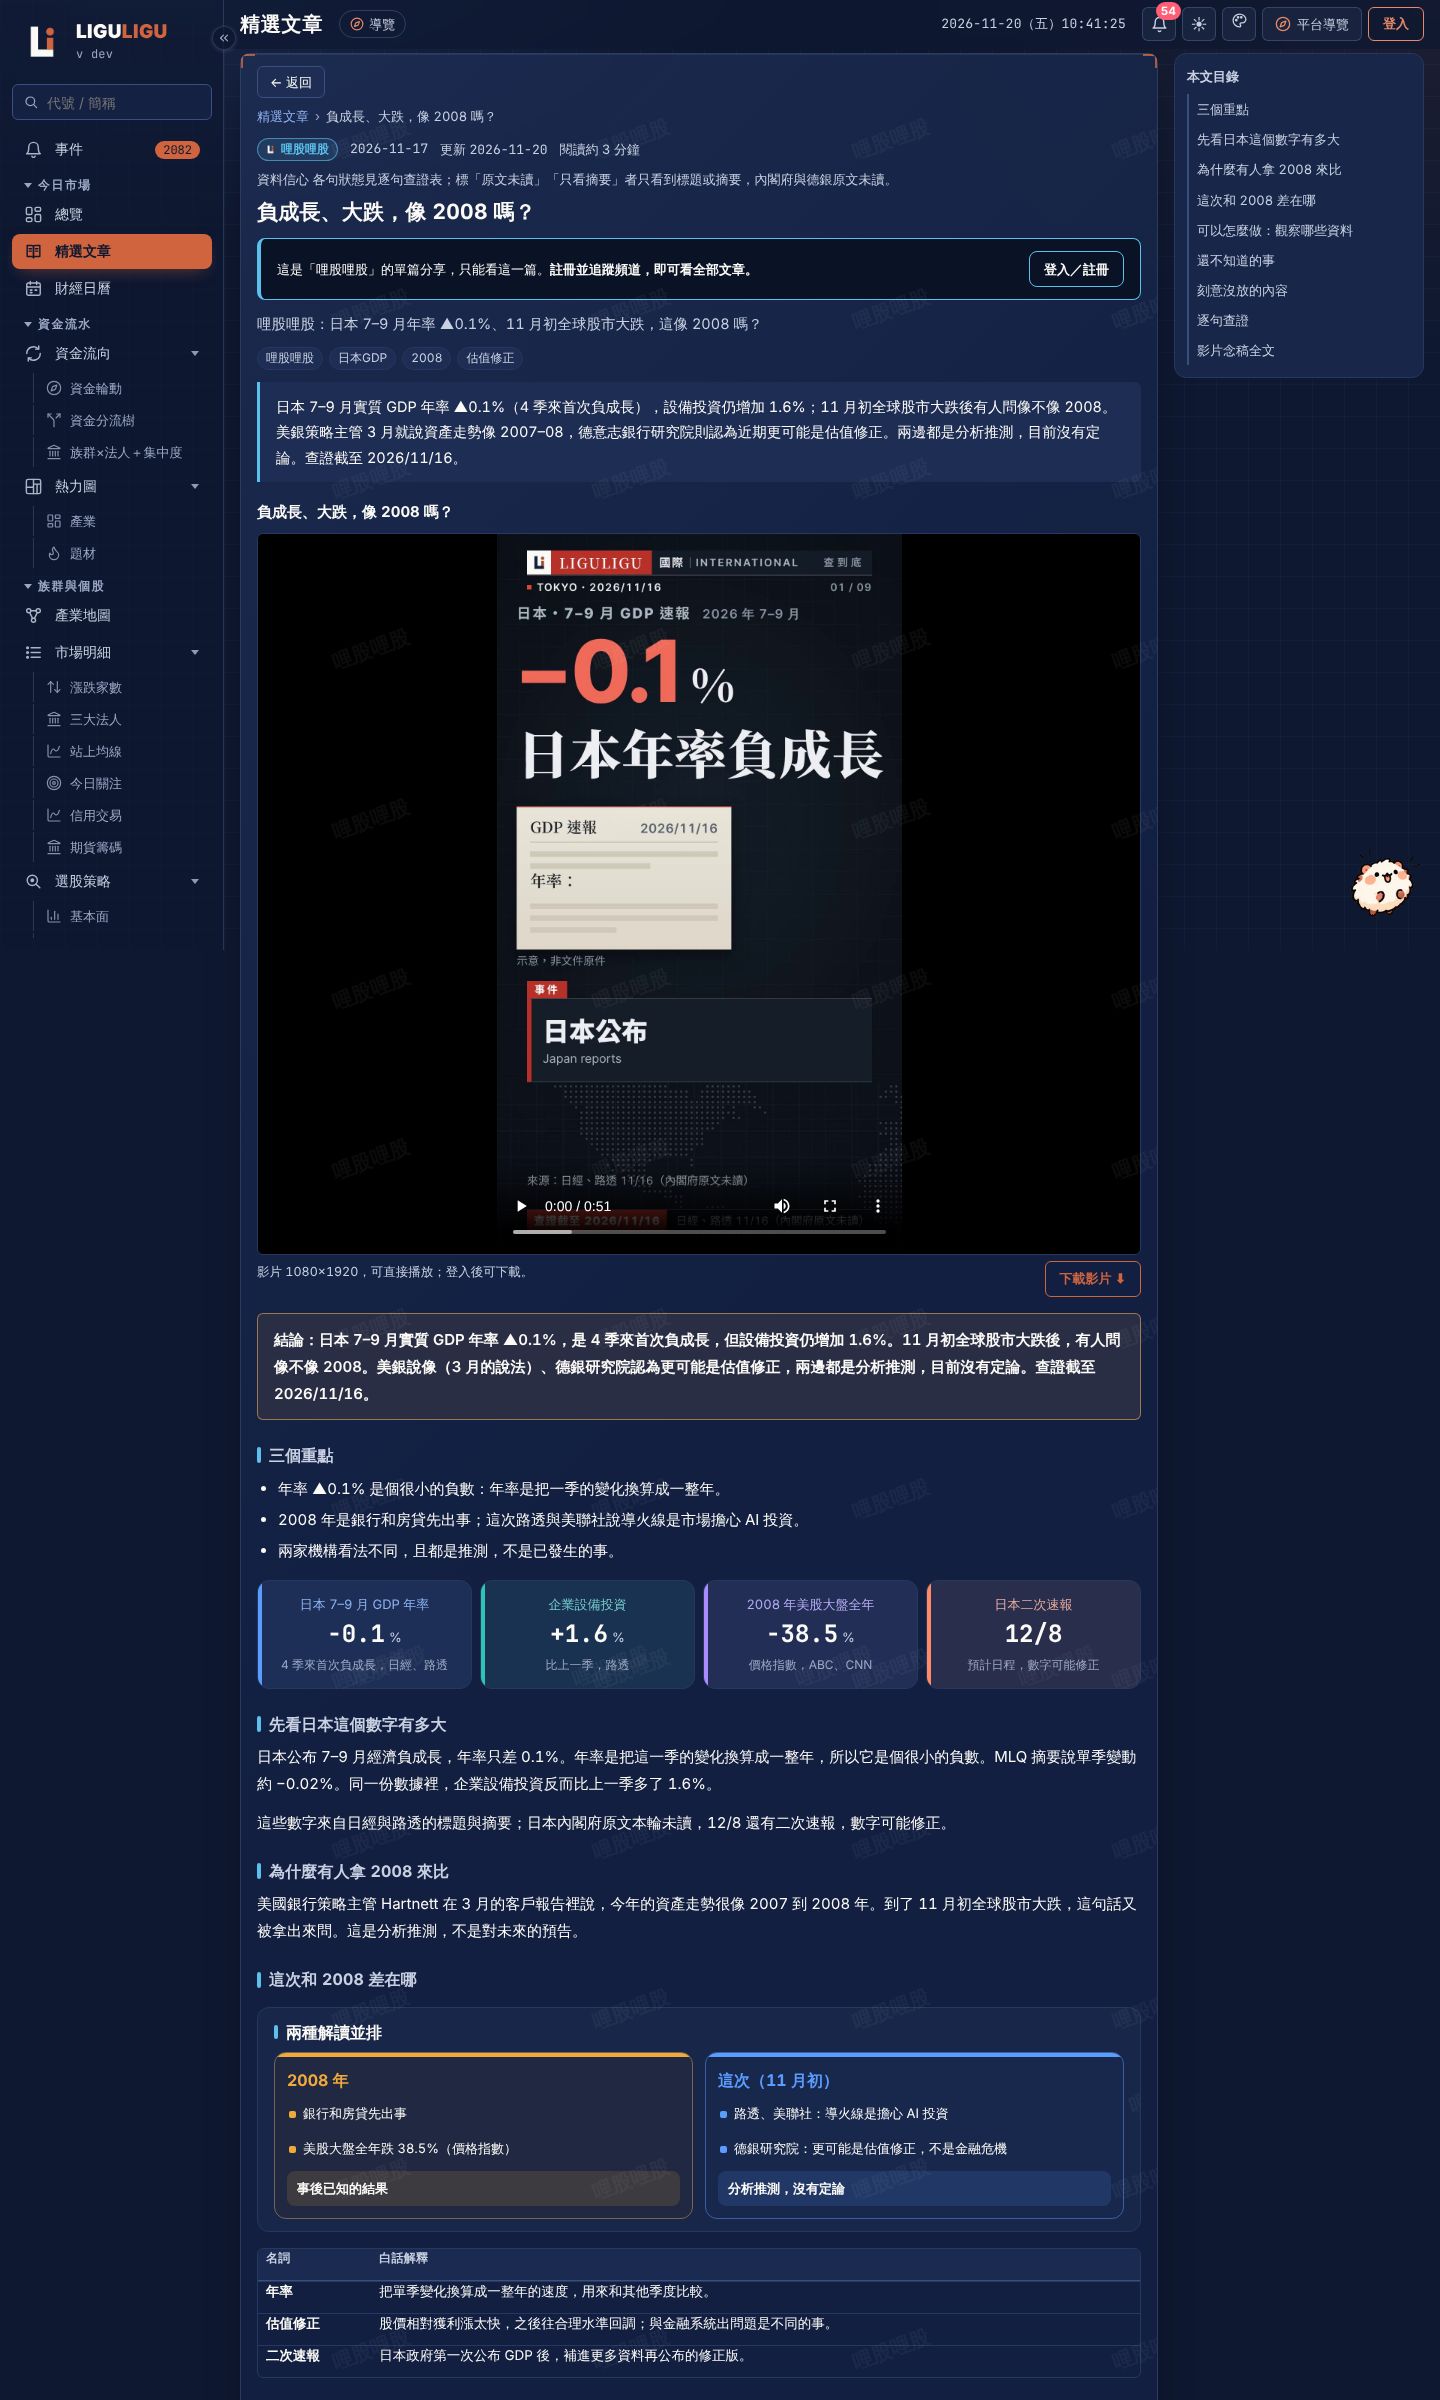 LIGULIGU
v dev
代號 / 簡稱
事件 2082
今日市場
總覽
精選文章
財經日曆
資金流水
資金流向
資金輪動
資金分流樹
族群×法人＋集中度
熱力圖
產業
題材
族群與個股
產業地圖
市場明細
漲跌家數
三大法人
站上均線
今日關注
信用交易
期貨籌碼
選股策略
基本面
精選文章 導覽
2026-11-20（五）10:41:25 54 平台導覽 登入
← 返回
精選文章 › 負成長、大跌，像 2008 嗎？
哩股哩股 2026-11-17 更新 2026-11-20 閱讀約 3 分鐘
資料信心 各句狀態見逐句查證表；標「原文未讀」「只看摘要」者只看到標題或摘要，內閣府與德銀原文未讀。
負成長、大跌，像 2008 嗎？
這是「哩股哩股」的單篇分享，只能看這一篇。註冊並追蹤頻道，即可看全部文章。 登入／註冊
哩股哩股：日本 7–9 月年率 ▲0.1%、11 月初全球股市大跌，這像 2008 嗎？
哩股哩股 日本GDP 2008 估值修正
日本 7–9 月實質 GDP 年率 ▲0.1%（4 季來首次負成長），設備投資仍增加 1.6%；11 月初全球股市大跌後有人問像不像 2008。
美銀策略主管 3 月就說資產走勢像 2007–08，德意志銀行研究院則認為近期更可能是估值修正。兩邊都是分析推測，目前沒有定
論。查證截至 2026/11/16。
負成長、大跌，像 2008 嗎？
LIGULIGU 國際 INTERNATIONAL 查到底
TOKYO · 2026/11/16 01 / 09
日本・7–9 月 GDP 速報 2026 年 7–9 月
−0.1 %
日本年率負成長
GDP 速報 2026/11/16
年率：
示意，非文件原件
事件
日本公布
Japan reports
來源：日經、路透 11/16（內閣府原文未讀）
0:00 / 0:51
查證截至 2026/11/16 日經、路透 11/16（內閣府原文未讀）
影片 1080×1920，可直接播放；登入後可下載。 下載影片 ⬇
結論：日本 7–9 月實質 GDP 年率 ▲0.1%，是 4 季來首次負成長，但設備投資仍增加 1.6%。11 月初全球股市大跌後，有人問
像不像 2008。美銀說像（3 月的說法）、德銀研究院認為更可能是估值修正，兩邊都是分析推測，目前沒有定論。查證截至
2026/11/16。
三個重點
• 年率 ▲0.1% 是個很小的負數：年率是把一季的變化換算成一整年。
• 2008 年是銀行和房貸先出事；這次路透與美聯社說導火線是市場擔心 AI 投資。
• 兩家機構看法不同，且都是推測，不是已發生的事。
日本 7–9 月 GDP 年率
-0.1 %
4 季來首次負成長，日經、路透
企業設備投資
+1.6 %
比上一季，路透
2008 年美股大盤全年
-38.5 %
價格指數，ABC、CNN
日本二次速報
12/8
預計日程，數字可能修正
先看日本這個數字有多大
日本公布 7–9 月經濟負成長，年率只差 0.1%。年率是把這一季的變化換算成一整年，所以它是個很小的負數。MLQ 摘要說單季變動
約 −0.02%。同一份數據裡，企業設備投資反而比上一季多了 1.6%。
這些數字來自日經與路透的標題與摘要；日本內閣府原文本輪未讀，12/8 還有二次速報，數字可能修正。
為什麼有人拿 2008 來比
美國銀行策略主管 Hartnett 在 3 月的客戶報告裡說，今年的資產走勢很像 2007 到 2008 年。到了 11 月初全球股市大跌，這句話又
被拿出來問。這是分析推測，不是對未來的預告。
這次和 2008 差在哪
兩種解讀並排
2008 年
銀行和房貸先出事
美股大盤全年跌 38.5%（價格指數）
事後已知的結果
這次（11 月初）
路透、美聯社：導火線是擔心 AI 投資
德銀研究院：更可能是估值修正，不是金融危機
分析推測，沒有定論
名詞 白話解釋
年率 把單季變化換算成一整年的速度，用來和其他季度比較。
估值修正 股價相對獲利漲太快，之後往合理水準回調；與金融系統出問題是不同的事。
二次速報 日本政府第一次公布 GDP 後，補進更多資料再公布的修正版。
本文目錄
三個重點
先看日本這個數字有多大
為什麼有人拿 2008 來比
這次和 2008 差在哪
可以怎麼做：觀察哪些資料
還不知道的事
刻意沒放的內容
逐句查證
影片念稿全文